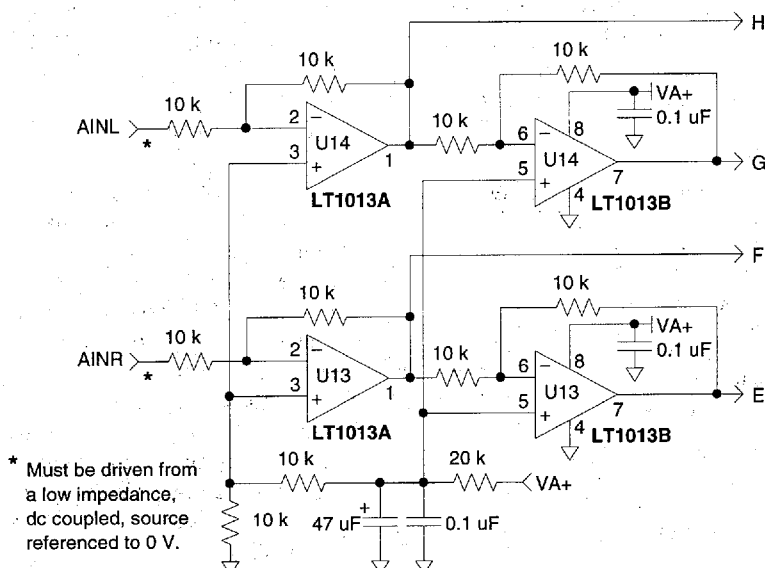 H
10 k
10 k
10 k
VA+
0.1 uF
AINL
*
2
−
U14
3
+
1
LT1013A
10 k
6
−
8
U14
5
+
4
7
LT1013B
G
F
10 k
10 k
10 k
VA+
0.1 uF
AINR
*
2
−
U13
3
+
1
LT1013A
10 k
6
−
8
U13
5
+
4
7
LT1013B
E
10 k
20 k
VA+
10 k
+
47 uF
0.1 uF
* Must be driven from
a low impedance,
dc coupled, source
referenced to 0 V.